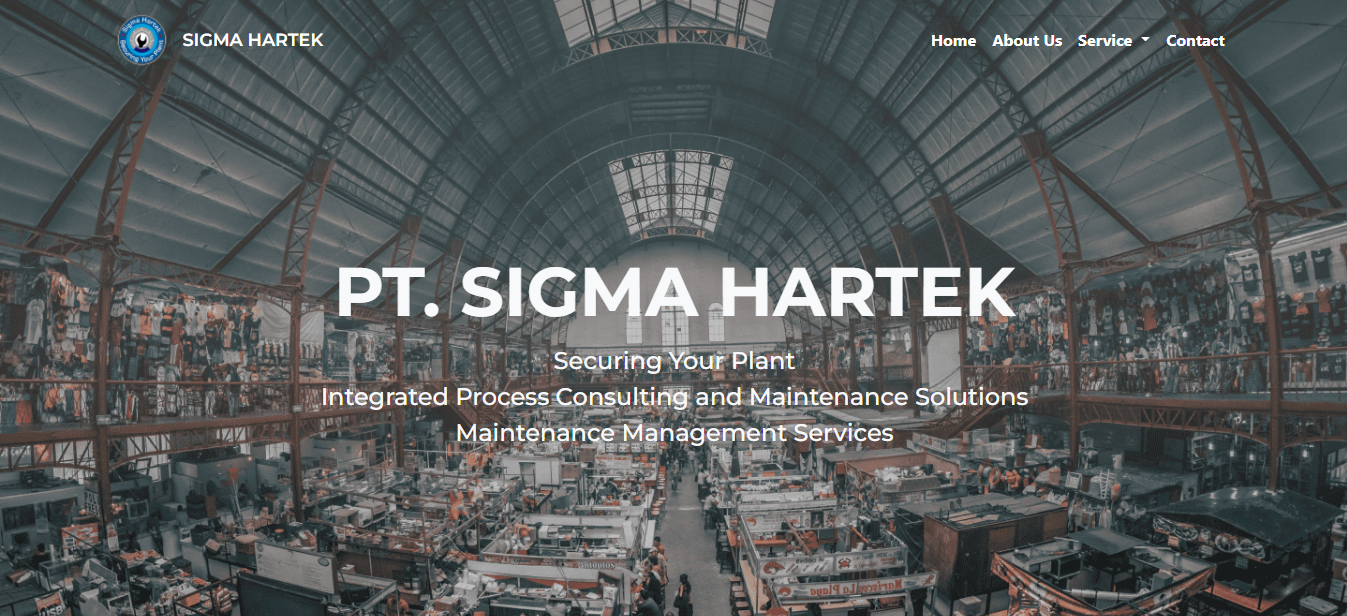 Sigma Hartek
Securing Your Plant
SIGMA HARTEK
Home
About Us
Service
Contact
PT. SIGMA HARTEK
Securing Your Plant
Integrated Process Consulting and Maintenance Solutions
Maintenance Management Services